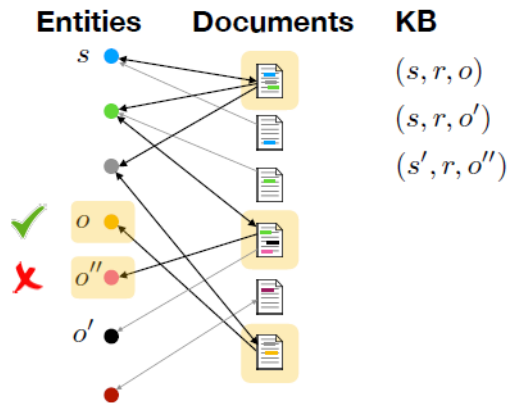 Entities Documents KB
s
(s, r, o)
(s, r, o′)
(s′, r, o″)
o
o″
o′